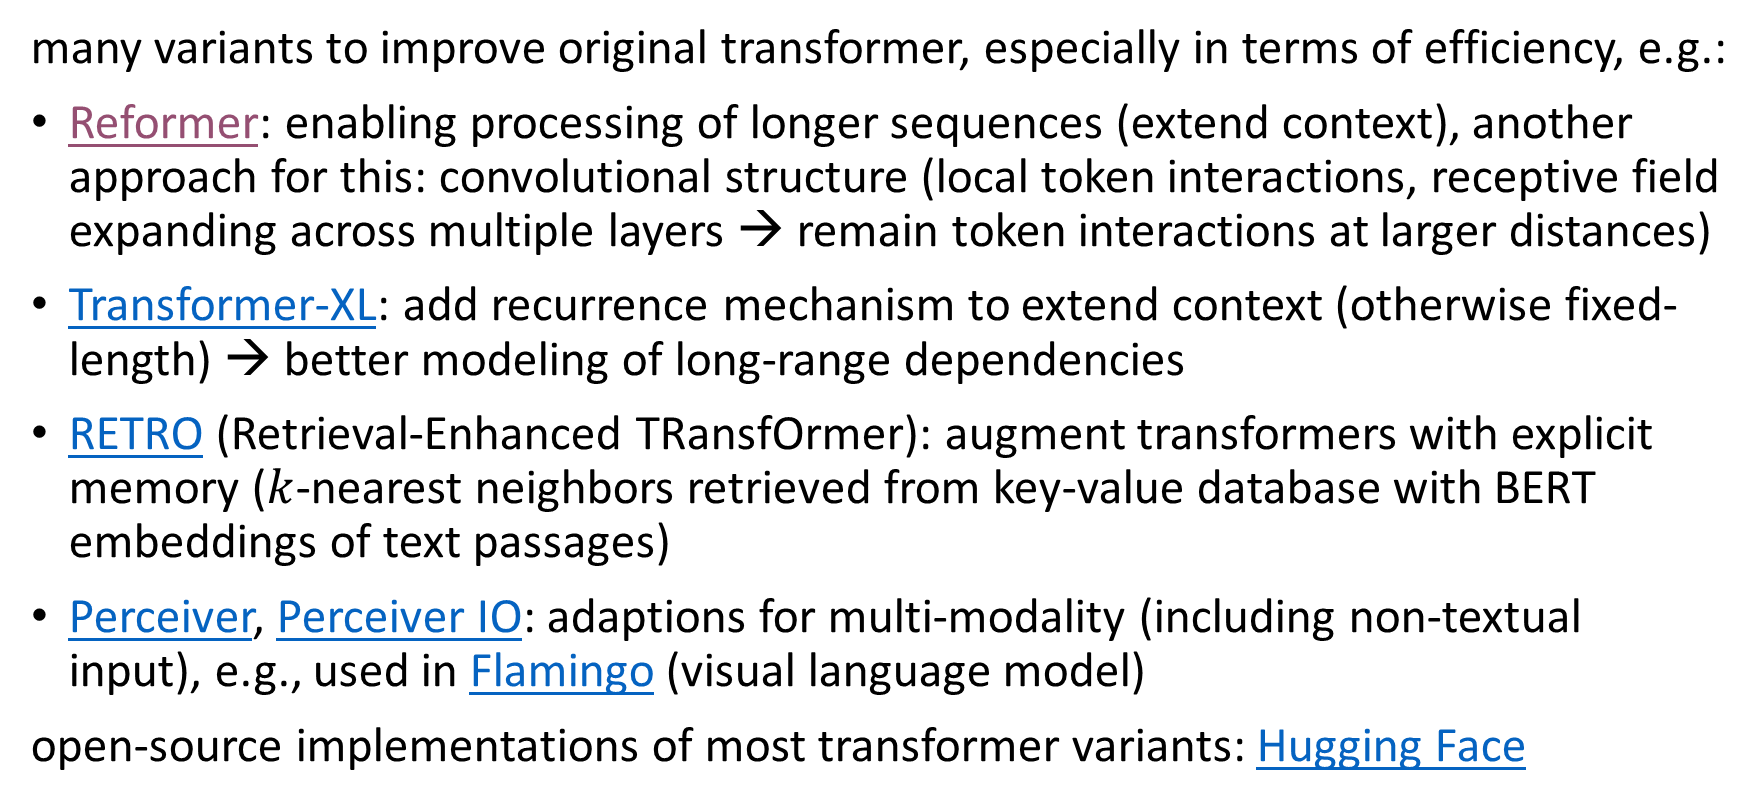 many variants to improve original transformer, especially in terms of efficiency, e.g.:
• Reformer: enabling processing of longer sequences (extend context), another
approach for this: convolutional structure (local token interactions, receptive field
expanding across multiple layers → remain token interactions at larger distances)
• Transformer-XL: add recurrence mechanism to extend context (otherwise fixed-
length) → better modeling of long-range dependencies
• RETRO (Retrieval-Enhanced TRansfOrmer): augment transformers with explicit
memory (k-nearest neighbors retrieved from key-value database with BERT
embeddings of text passages)
• Perceiver, Perceiver IO: adaptions for multi-modality (including non-textual
input), e.g., used in Flamingo (visual language model)
open-source implementations of most transformer variants: Hugging Face